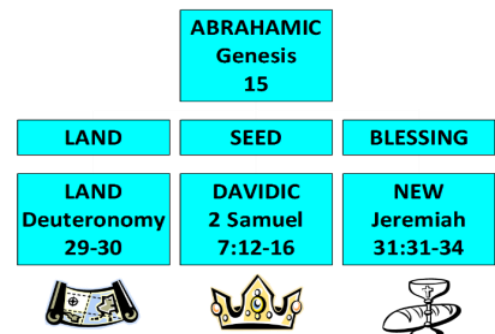 ABRAHAMIC
Genesis
15
LAND
SEED
BLESSING
LAND
Deuteronomy
29-30
DAVIDIC
2 Samuel
7:12-16
NEW
Jeremiah
31:31-34